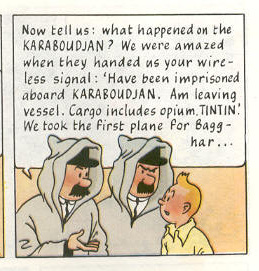 Now tell us: what happened on the
KARABOUDJAN? We were amazed
when they handed us your wire-
less signal: 'Have been imprisoned
aboard KARABOUDJAN. Am leaving
vessel. Cargo includes opium. TINTIN.'
We took the first plane for Bagg-
har...